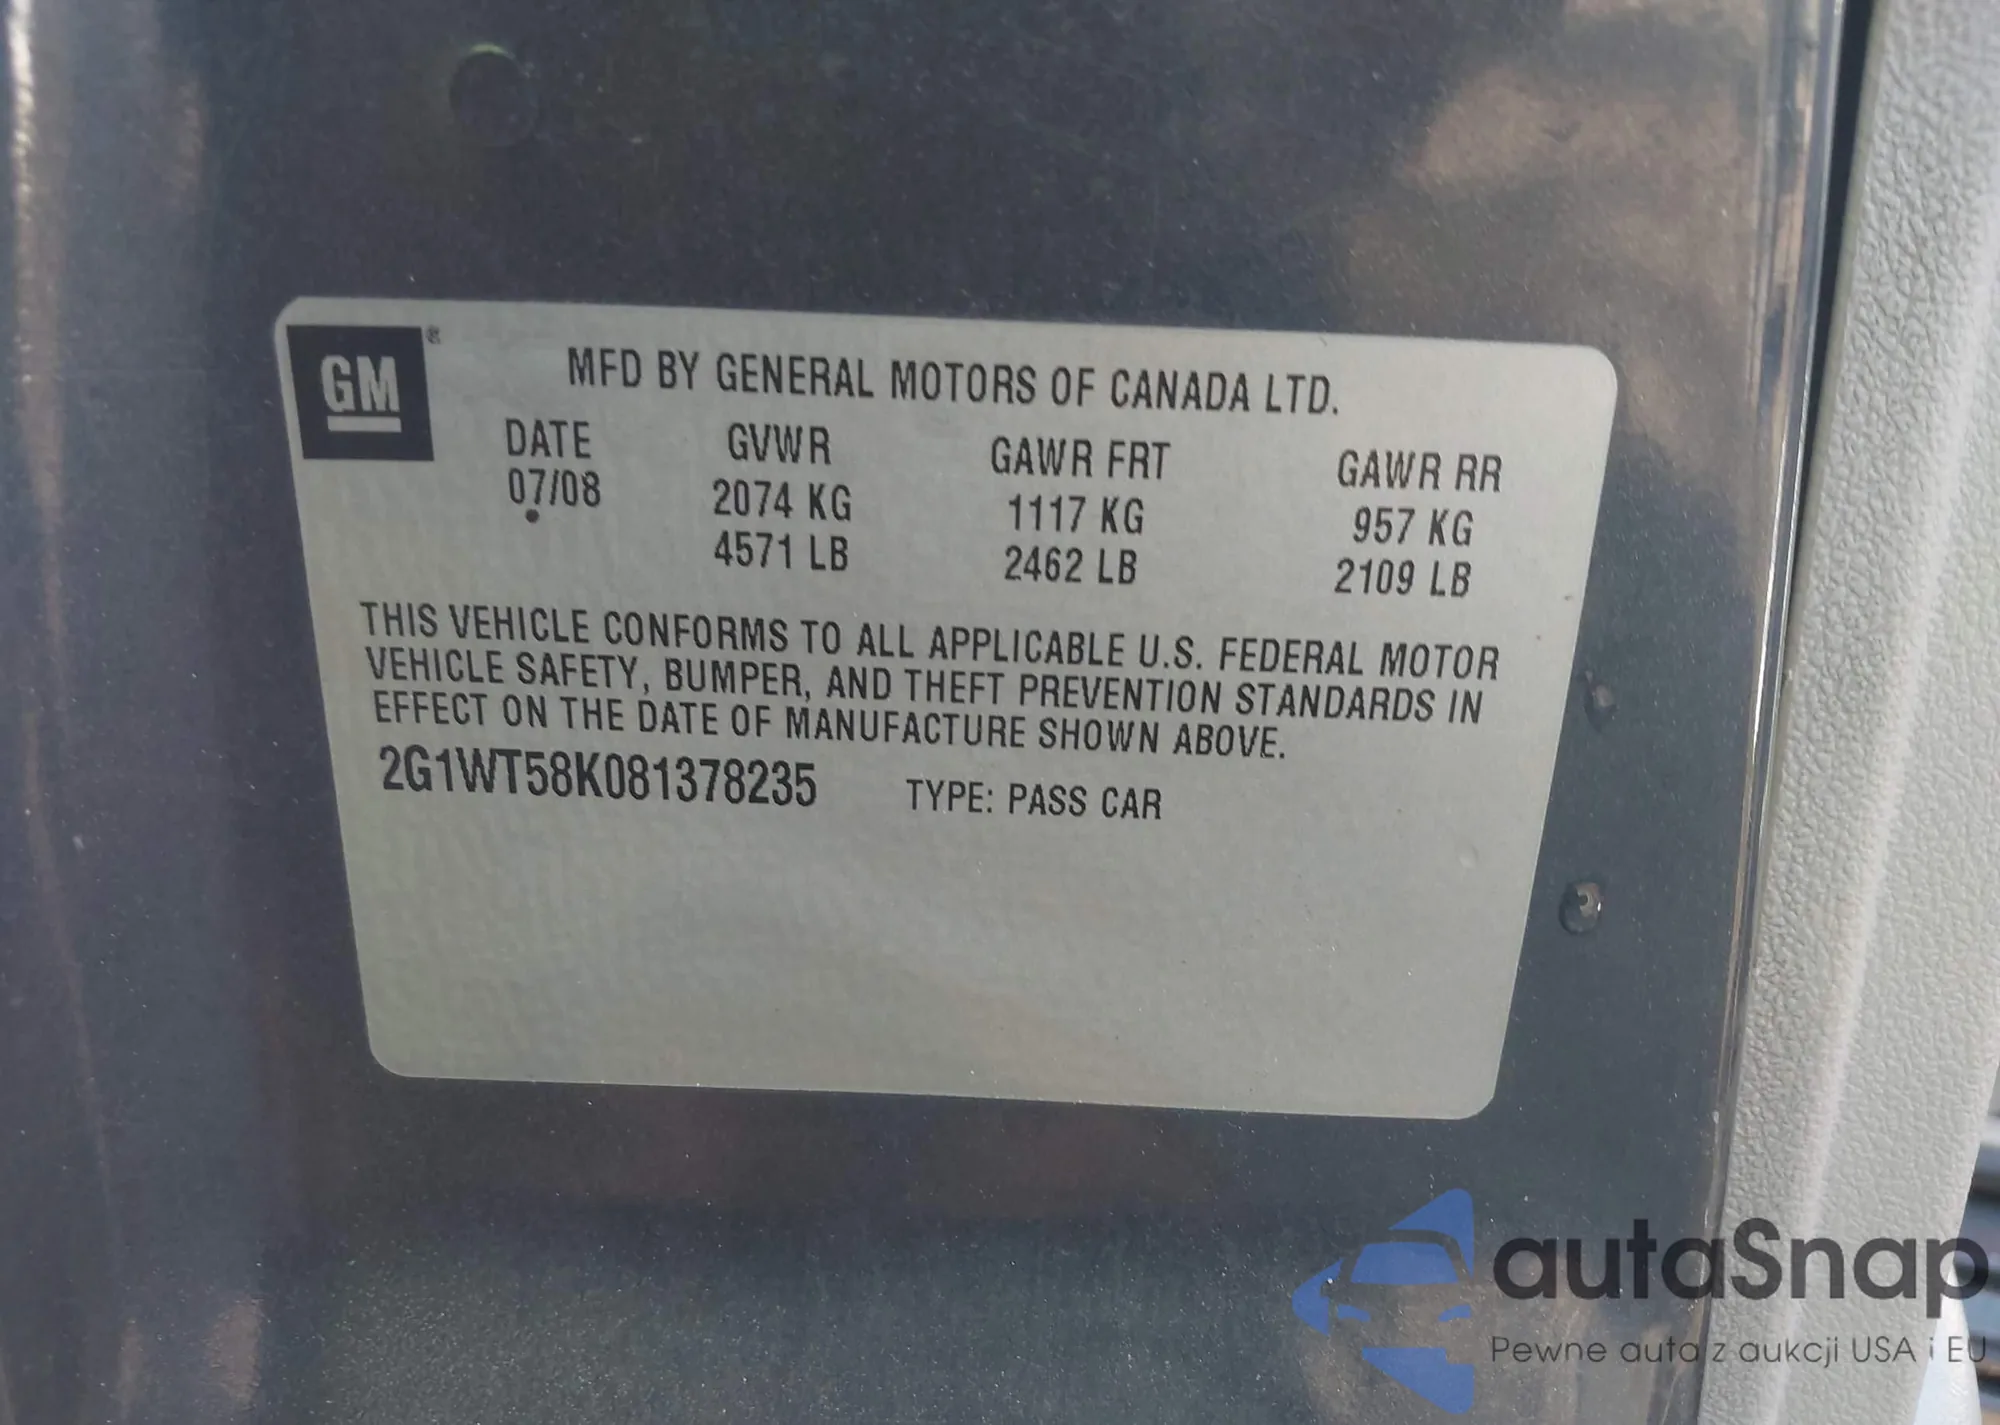 GM ®
MFD BY GENERAL MOTORS OF CANADA LTD.
DATE GVWR GAWR FRT GAWR RR
07/08 2074 KG 1117 KG 957 KG
4571 LB 2462 LB 2109 LB
THIS VEHICLE CONFORMS TO ALL APPLICABLE U.S. FEDERAL MOTOR
VEHICLE SAFETY, BUMPER, AND THEFT PREVENTION STANDARDS IN
EFFECT ON THE DATE OF MANUFACTURE SHOWN ABOVE.
2G1WT58K081378235 TYPE: PASS CAR
autaSnap
Pewne auta z aukcji USA i EU